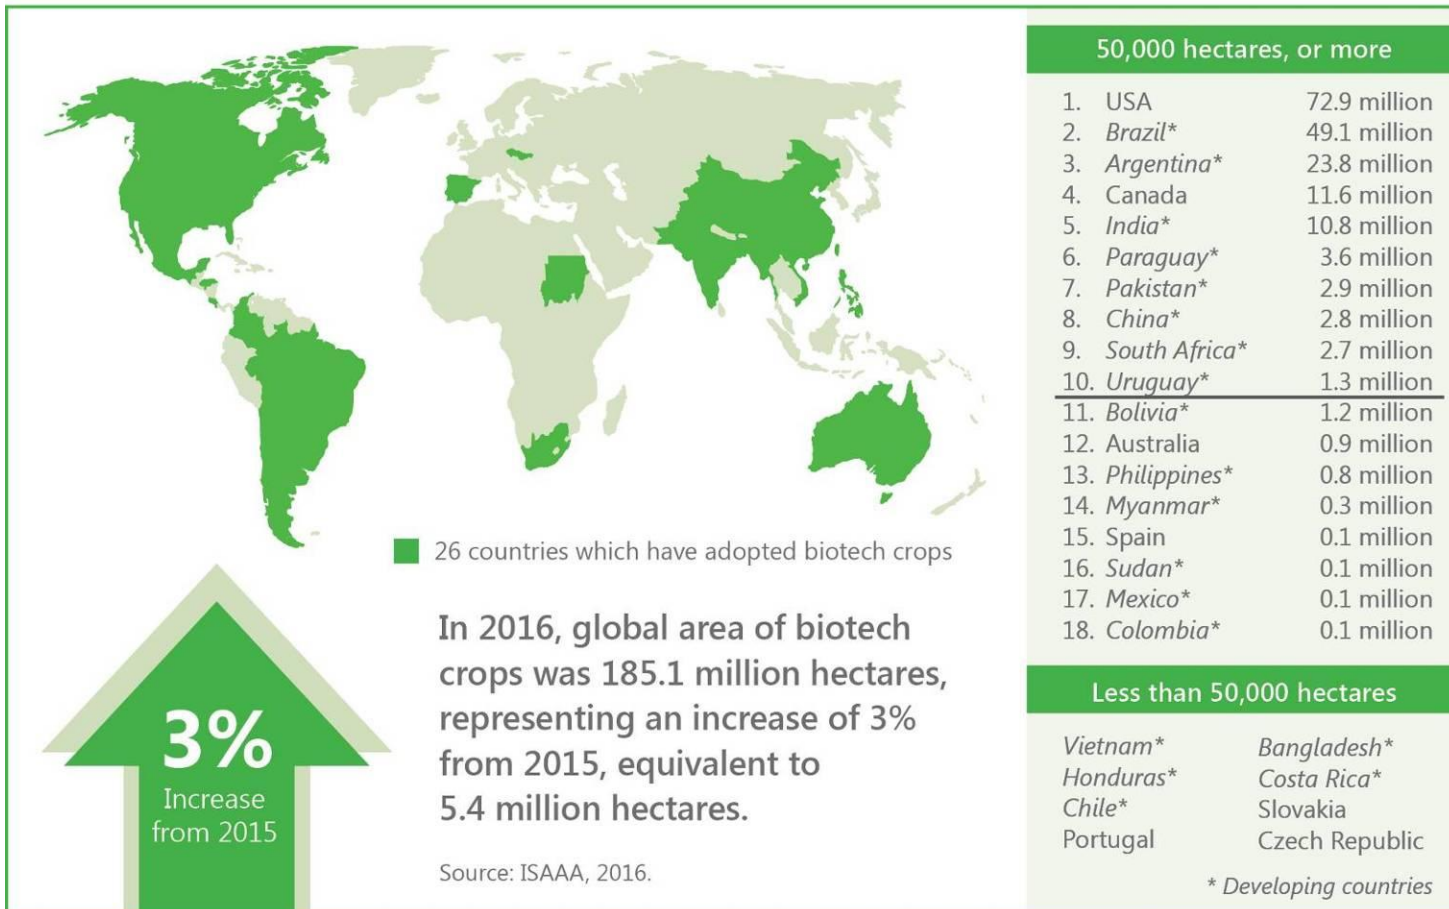 50,000 hectares, or more
1. USA 72.9 million
2. Brazil* 49.1 million
3. Argentina* 23.8 million
4. Canada 11.6 million
5. India* 10.8 million
6. Paraguay* 3.6 million
7. Pakistan* 2.9 million
8. China* 2.8 million
9. South Africa* 2.7 million
10. Uruguay* 1.3 million
11. Bolivia* 1.2 million
12. Australia 0.9 million
13. Philippines* 0.8 million
14. Myanmar* 0.3 million
15. Spain 0.1 million
16. Sudan* 0.1 million
17. Mexico* 0.1 million
18. Colombia* 0.1 million
Less than 50,000 hectares
Vietnam* Bangladesh*
Honduras* Costa Rica*
Chile* Slovakia
Portugal Czech Republic
* Developing countries
26 countries which have adopted biotech crops
In 2016, global area of biotech
crops was 185.1 million hectares,
representing an increase of 3%
from 2015, equivalent to
5.4 million hectares.
Source: ISAAA, 2016.
3%
Increase
from 2015